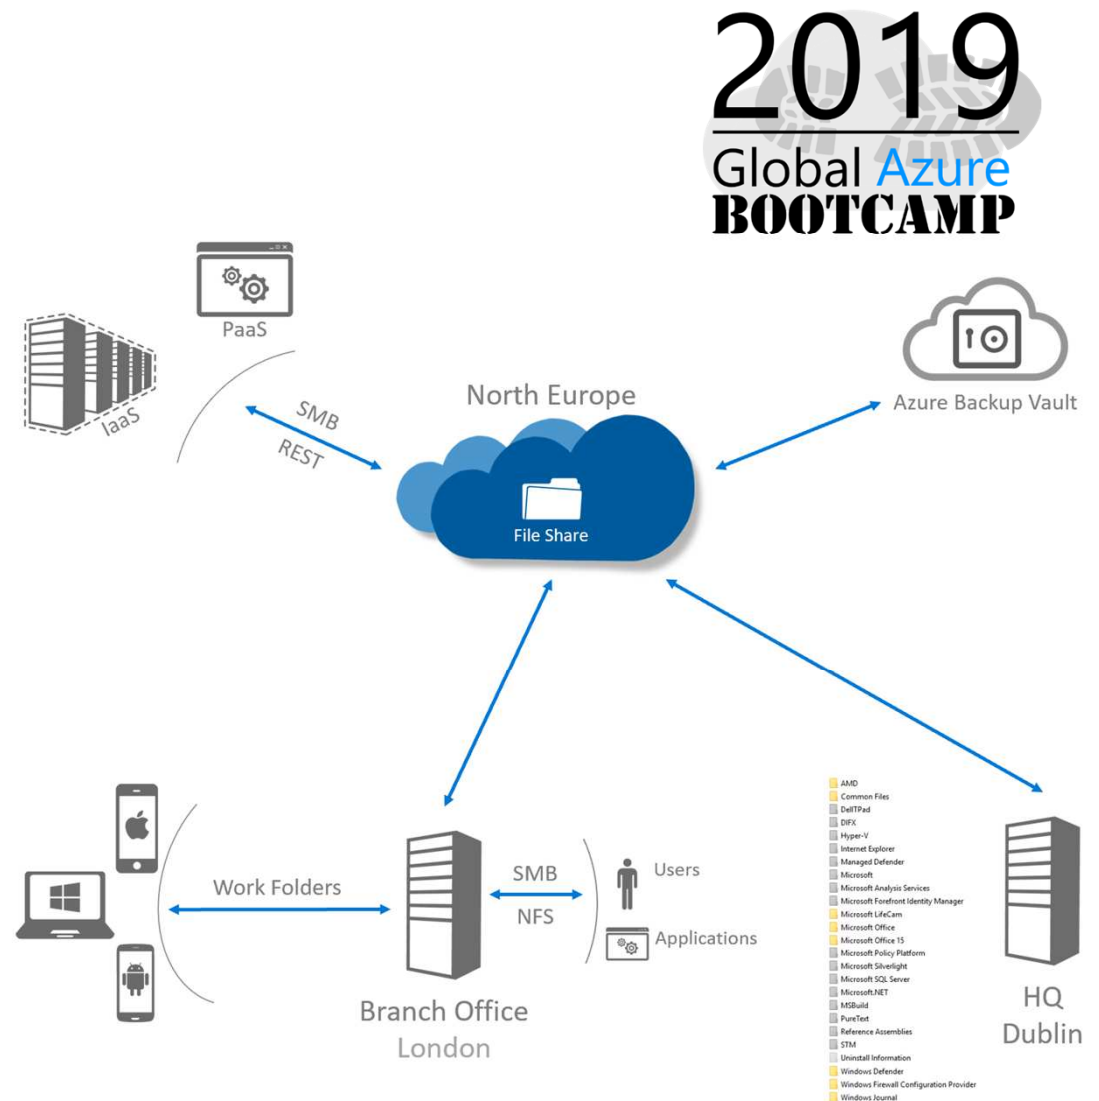 2019
Global Azure
BOOTCAMP
PaaS
IaaS
SMB
REST
North Europe
File Share
Azure Backup Vault
Work Folders
SMB
NFS
Users
Applications
Branch Office
London
AMD
Common Files
DellTPad
DIFX
Hyper-V
Internet Explorer
Managed Defender
Microsoft
Microsoft Analysis Services
Microsoft Forefront Identity Manager
Microsoft LifeCam
Microsoft Office
Microsoft Office 15
Microsoft Policy Platform
Microsoft Silverlight
Microsoft SQL Server
Microsoft.NET
MSBuild
PureText
Reference Assemblies
STM
Uninstall Information
Windows Defender
Windows Firewall Configuration Provider
Windows Journal
HQ
Dublin